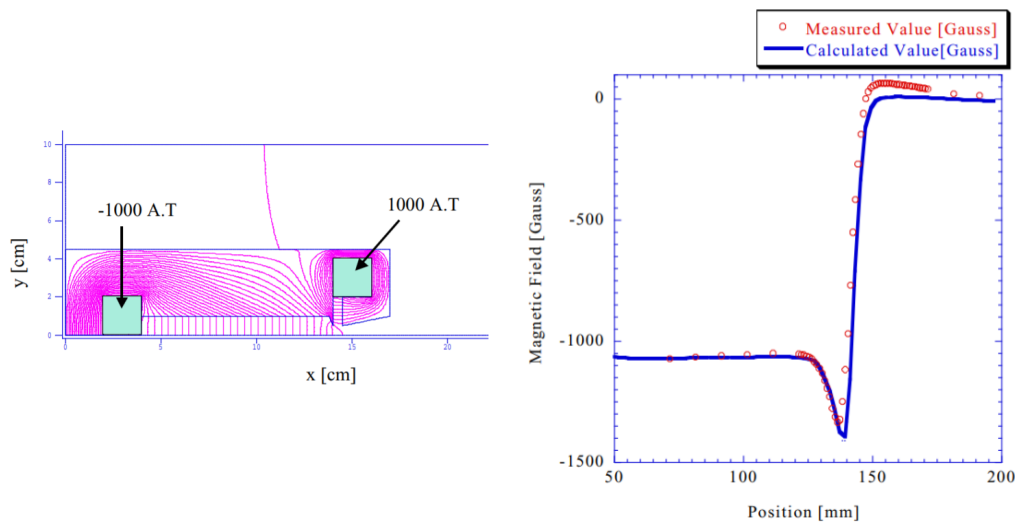 10
8
6
4
2
0
y [cm]
-1000 A.T
1000 A.T
0
5
10
15
20
x [cm]
Measured Value [Gauss]
Calculated Value[Gauss]
0
-500
-1000
-1500
Magnetic Field [Gauss]
50
100
150
200
Position [mm]